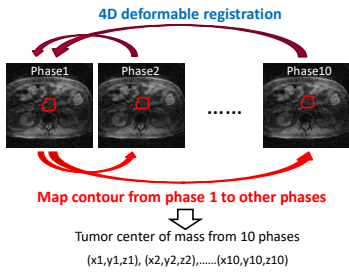 4D deformable registration
Phase1 Phase2 Phase10
......
Map contour from phase 1 to other phases
Tumor center of mass from 10 phases
(x1,y1,z1), (x2,y2,z2),......(x10,y10,z10)